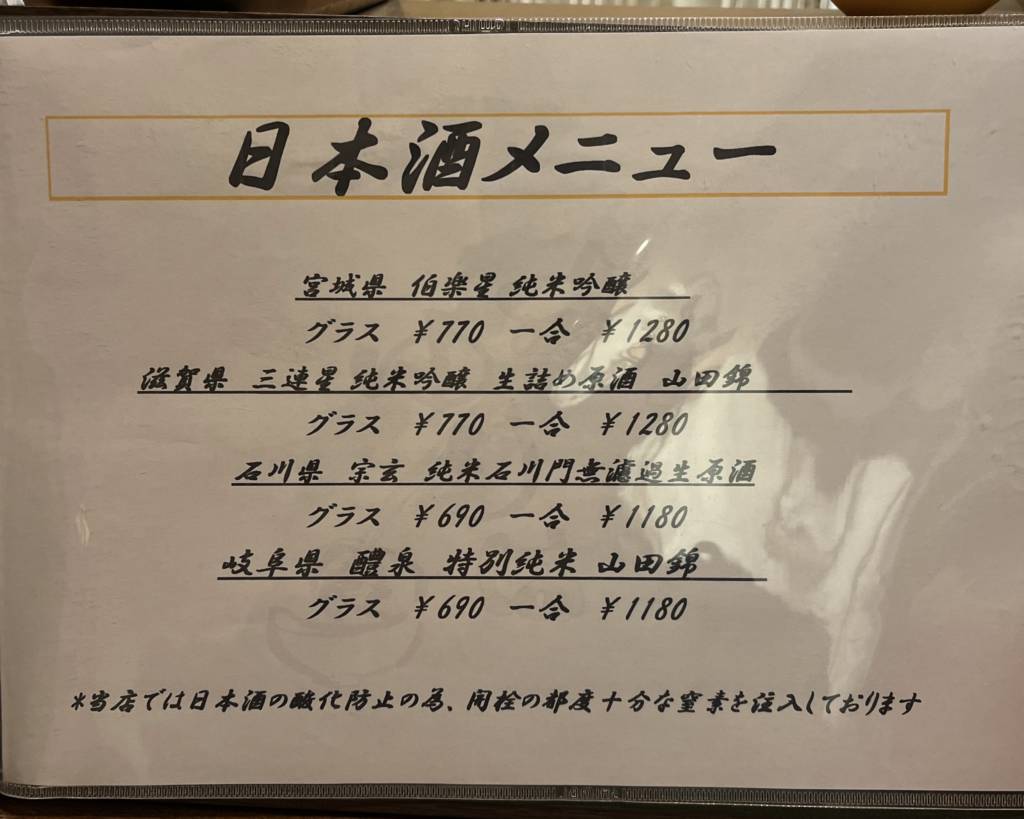 日本酒メニュー
宮城県 伯楽星 純米吟醸
グラス ￥770 一合 ￥1280
滋賀県 三連星 純米吟醸 生詰め原酒 山田錦
グラス ￥770 一合 ￥1280
石川県 宗玄 純米石川門無濾過生原酒
グラス ￥690 一合 ￥1180
岐阜県 醴泉 特別純米 山田錦
グラス ￥690 一合 ￥1180
*当店では日本酒の酸化防止の為、開栓の都度十分な窒素を注入しております